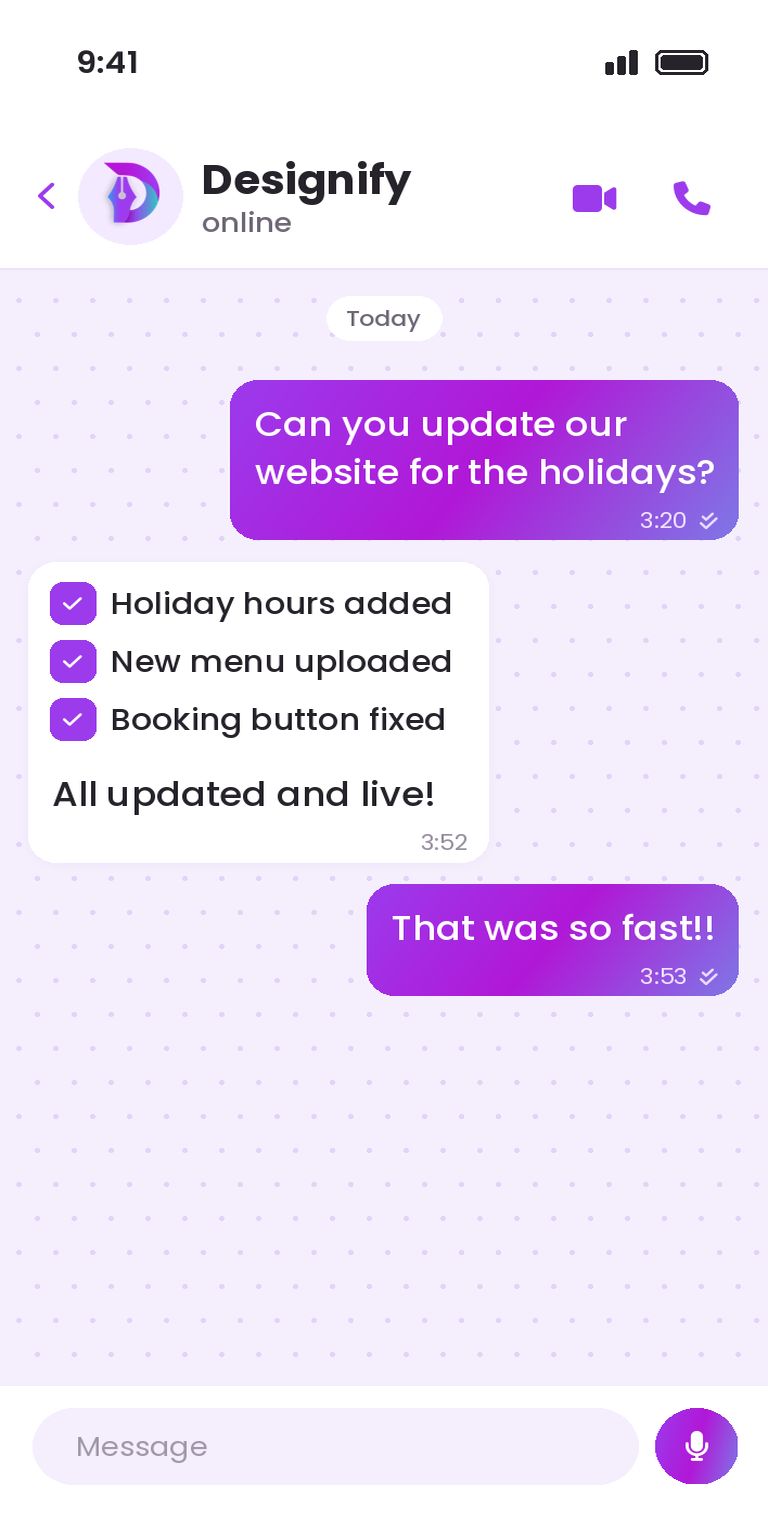 9:41
Designify
online
Today
Can you update our
website for the holidays?
3:20
Holiday hours added
New menu uploaded
Booking button fixed
All updated and live!
3:52
That was so fast!!
3:53
Message